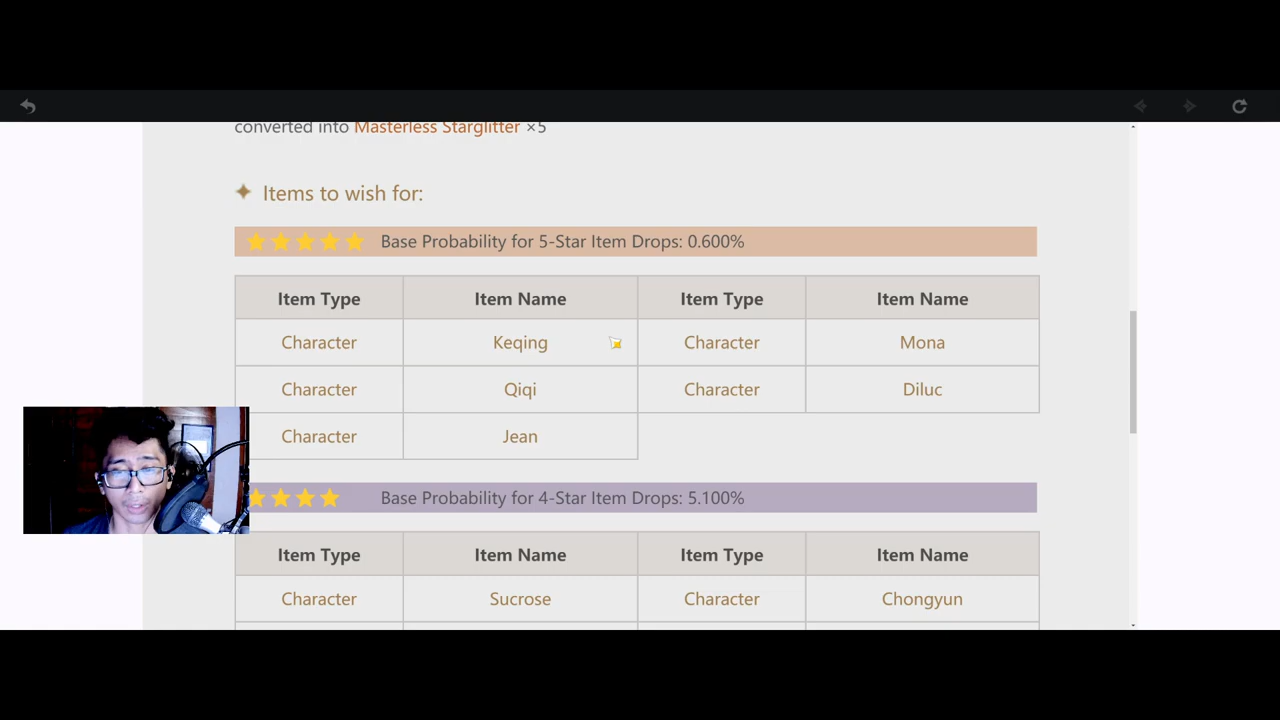 converted into Masterless Starglitter ×5
Items to wish for:
Base Probability for 5-Star Item Drops: 0.600%
Item Type Item Name Item Type Item Name
Character Keqing Character Mona
Character Qiqi Character Diluc
Character Jean
Base Probability for 4-Star Item Drops: 5.100%
Item Type Item Name Item Type Item Name
Character Sucrose Character Chongyun